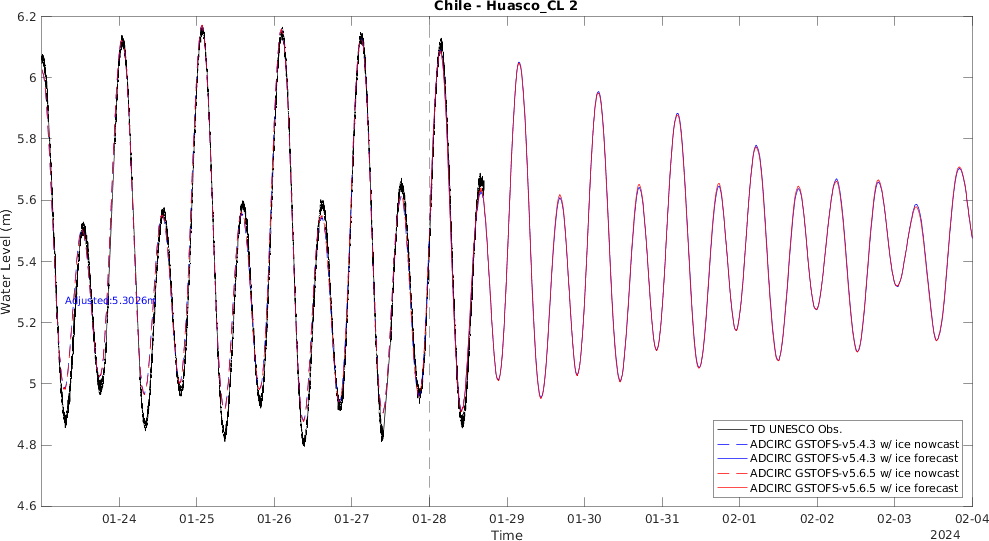 Chile - Huasco_CL 2
6.2
6
5.8
5.6
5.4
5.2
5
4.8
4.6
Water Level (m)
Adjusted:5.3026m
TD UNESCO Obs.
ADCIRC GSTOFS-v5.4.3 w/ ice nowcast
ADCIRC GSTOFS-v5.4.3 w/ ice forecast
ADCIRC GSTOFS-v5.6.5 w/ ice nowcast
ADCIRC GSTOFS-v5.6.5 w/ ice forecast
01-24 01-25 01-26 01-27 01-28 01-29 01-30 01-31 02-01 02-02 02-03 02-04
Time
2024